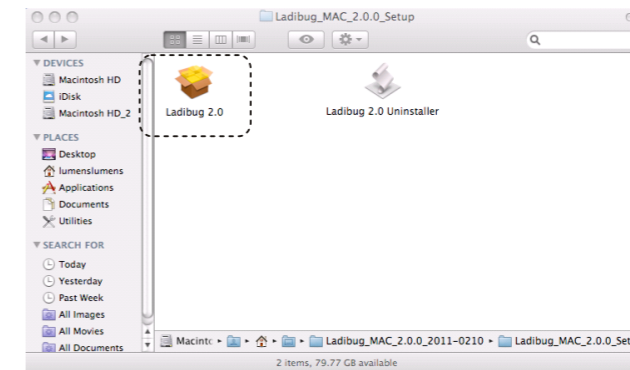 Ladibug_MAC_2.0.0_Setup
DEVICES
Macintosh HD
iDisk
Macintosh HD_2
PLACES
Desktop
lumenslumens
Applications
Documents
Utilities
SEARCH FOR
Today
Yesterday
Past Week
All Images
All Movies
All Documents
Ladibug 2.0
Ladibug 2.0 Uninstaller
Macintc ▸ ▸ ▸ ▸ Ladibug_MAC_2.0.0_2011-0210 ▸ Ladibug_MAC_2.0.0_Set
2 items, 79.77 GB available